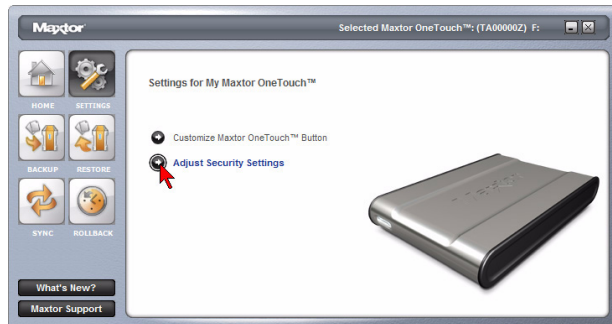 Maxtor
Selected Maxtor OneTouch™: (TA00000Z) F:
HOME SETTINGS
BACKUP RESTORE
SYNC ROLLBACK
What's New?
Maxtor Support
Settings for My Maxtor OneTouch™
Customize Maxtor OneTouch™ Button
Adjust Security Settings
Maxtor